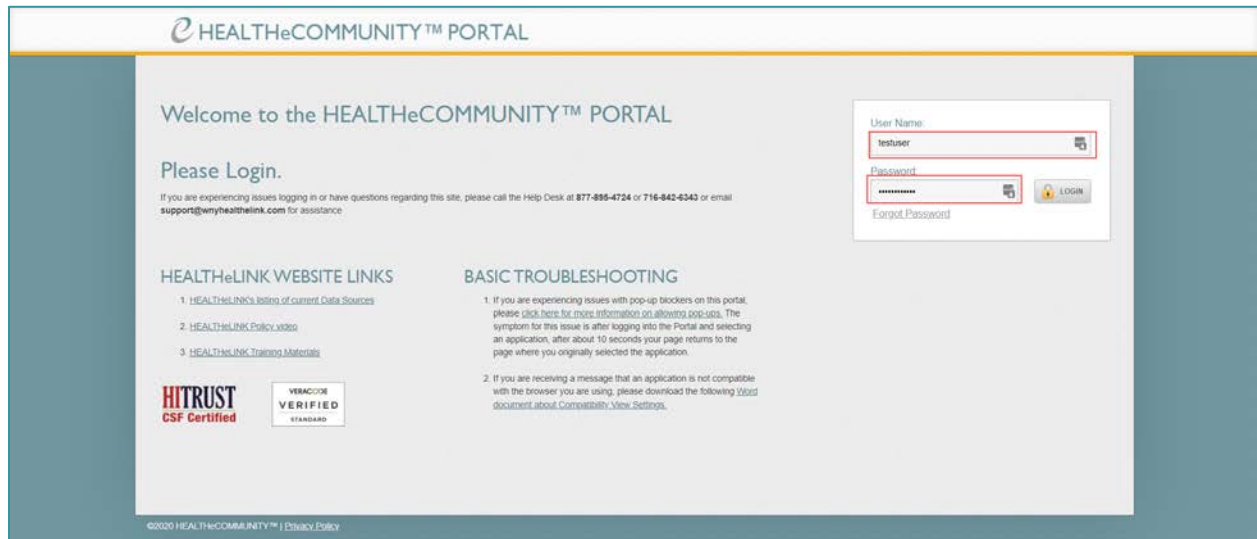 HEALTHeCOMMUNITY™ PORTAL
Welcome to the HEALTHeCOMMUNITY™ PORTAL
Please Login.
If you are experiencing issues logging in or have questions regarding this site, please call the Help Desk at 877-895-4724 or 716-842-6343 or email
support@wnyhealthelink.com for assistance
User Name:
testuser
Password:
••••••••••••
LOGIN
Forgot Password
HEALTHeLINK WEBSITE LINKS
1. HEALTHeLINK's listing of current Data Sources
2. HEALTHeLINK Policy video
3. HEALTHeLINK Training Materials
HITRUST
CSF Certified
VERACODE
VERIFIED
STANDARD
BASIC TROUBLESHOOTING
1. If you are experiencing issues with pop-up blockers on this portal,
please click here for more information on allowing pop-ups. The
symptom for this issue is after logging into the Portal and selecting
an application, after about 10 seconds your page returns to the
page where you originally selected the application.
2. If you are receiving a message that an application is not compatible
with the browser you are using, please download the following Word
document about Compatibility View Settings.
©2020 HEALTHeCOMMUNITY™ | Privacy Policy